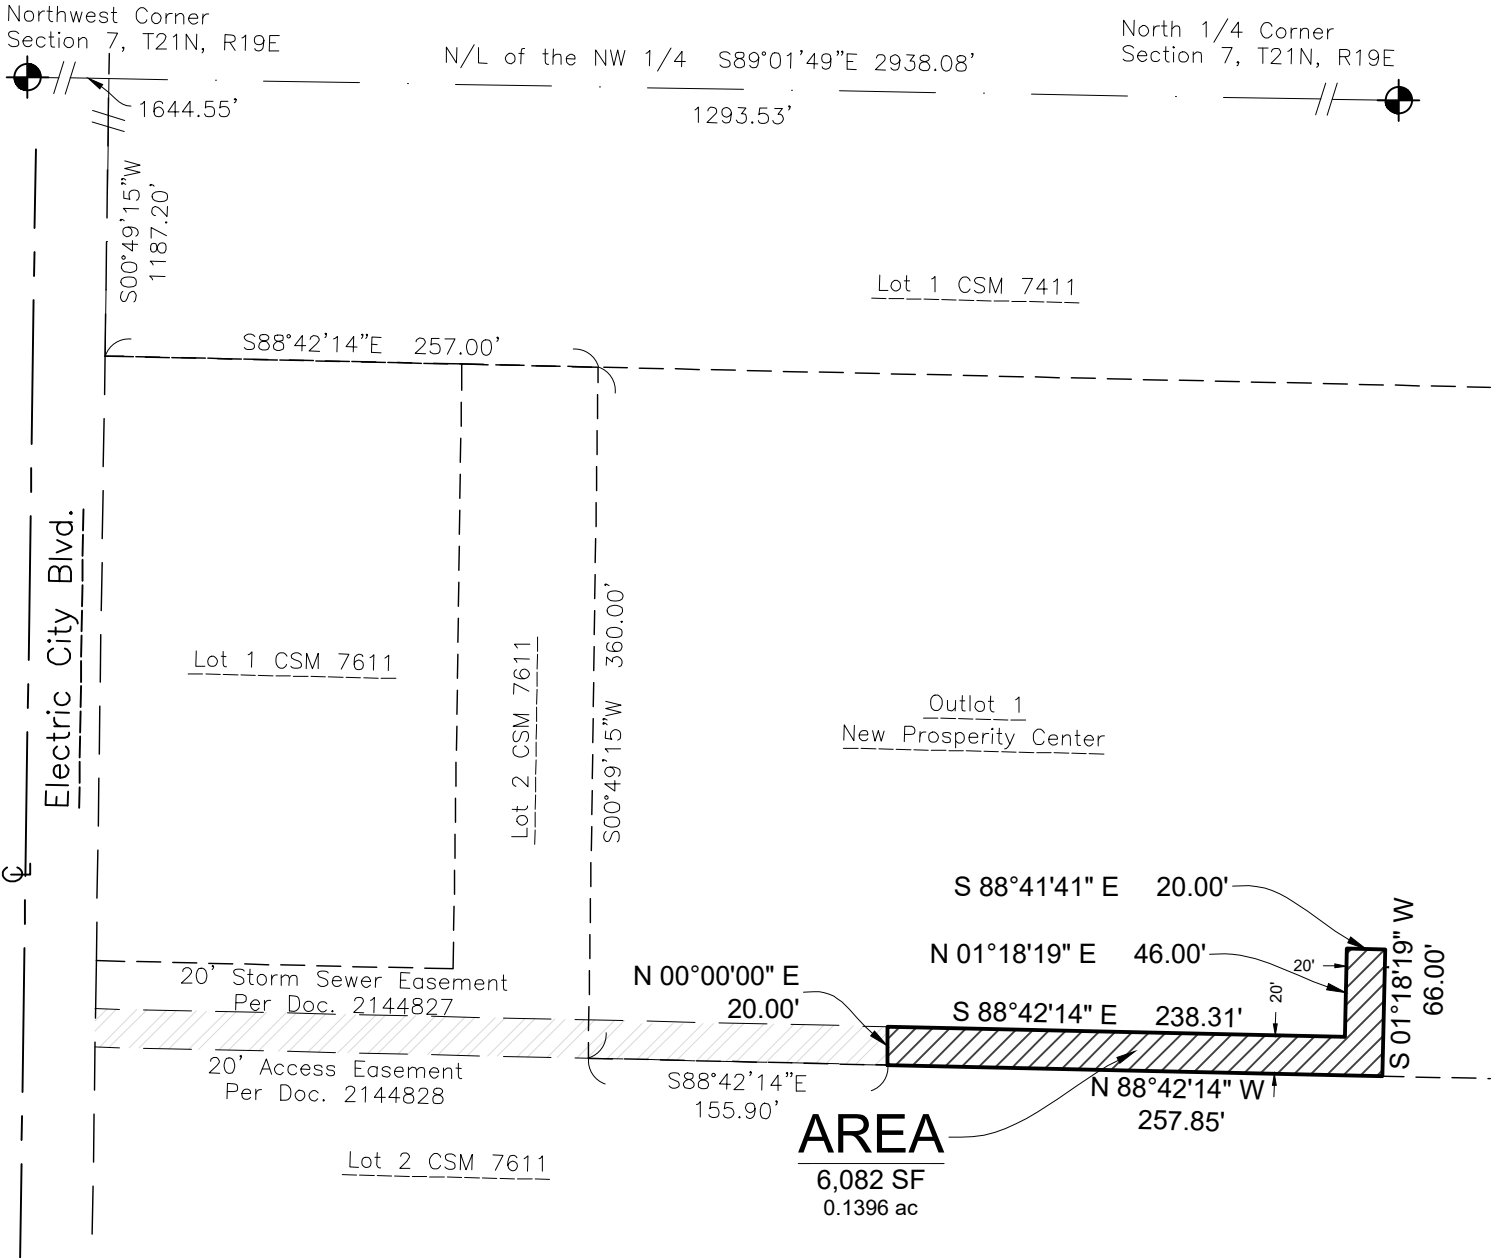 Northwest Corner
Section 7, T21N, R19E
N/L of the NW 1/4 S89°01'49"E 2938.08'
North 1/4 Corner
Section 7, T21N, R19E
1644.55'
1293.53'
S00°49'15"W
1187.20'
Lot 1 CSM 7411
S88°42'14"E 257.00'
Electric City Blvd.
Lot 1 CSM 7611
Lot 2 CSM 7611
S00°49'15"W 360.00'
Outlot 1
New Prosperity Center
℄
S 88°41'41" E 20.00'
N 01°18'19" E 46.00'
20'
S 01°18'19" W
66.00'
20' Storm Sewer Easement
Per Doc. 2144827
N 00°00'00" E
20.00'
S 88°42'14" E 238.31'
20'
20' Access Easement
Per Doc. 2144828
S88°42'14"E
155.90'
N 88°42'14" W
257.85'
AREA
6,082 SF
0.1396 ac
Lot 2 CSM 7611